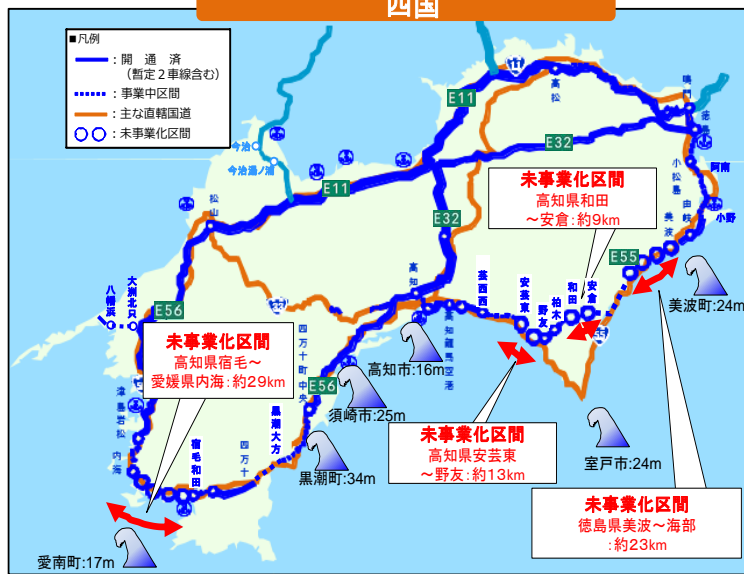 四国
■凡例
：開通済
（暫定２車線含む）
：事業中区間
：主な直轄国道
：未事業化区間
11
高松
鳴門
徳島
E11
E32
今治
今治湯ノ浦
小松島
阿南
未事業化区間
高知県和田
～安倉：約9km
E11
松山
E32
由岐
小野
美波
E55
高知
芸西西
安芸東
野友
柏木
和田
安倉
美波町:24m
八幡浜
大洲北只
E56
33
四万十町中央
高知龍馬空港
55
未事業化区間
高知県宿毛～
愛媛県内海：約29km
高知市:16m
E56
須崎市:25m
津島岩松
黒潮大方
未事業化区間
高知県安芸東
～野友：約13km
内海
宿毛和田
四万十
黒潮町:34m
室戸市:24m
未事業化区間
徳島県美波～海部
：約23km
愛南町:17m